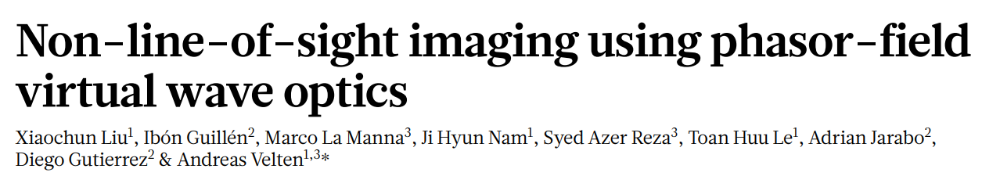 Non-line-of-sight imaging using phasor-field
virtual wave optics
Xiaochun Liu¹, Ibón Guillén², Marco La Manna³, Ji Hyun Nam¹, Syed Azer Reza³, Toan Huu Le¹, Adrian Jarabo²,
Diego Gutierrez² & Andreas Velten¹,³*